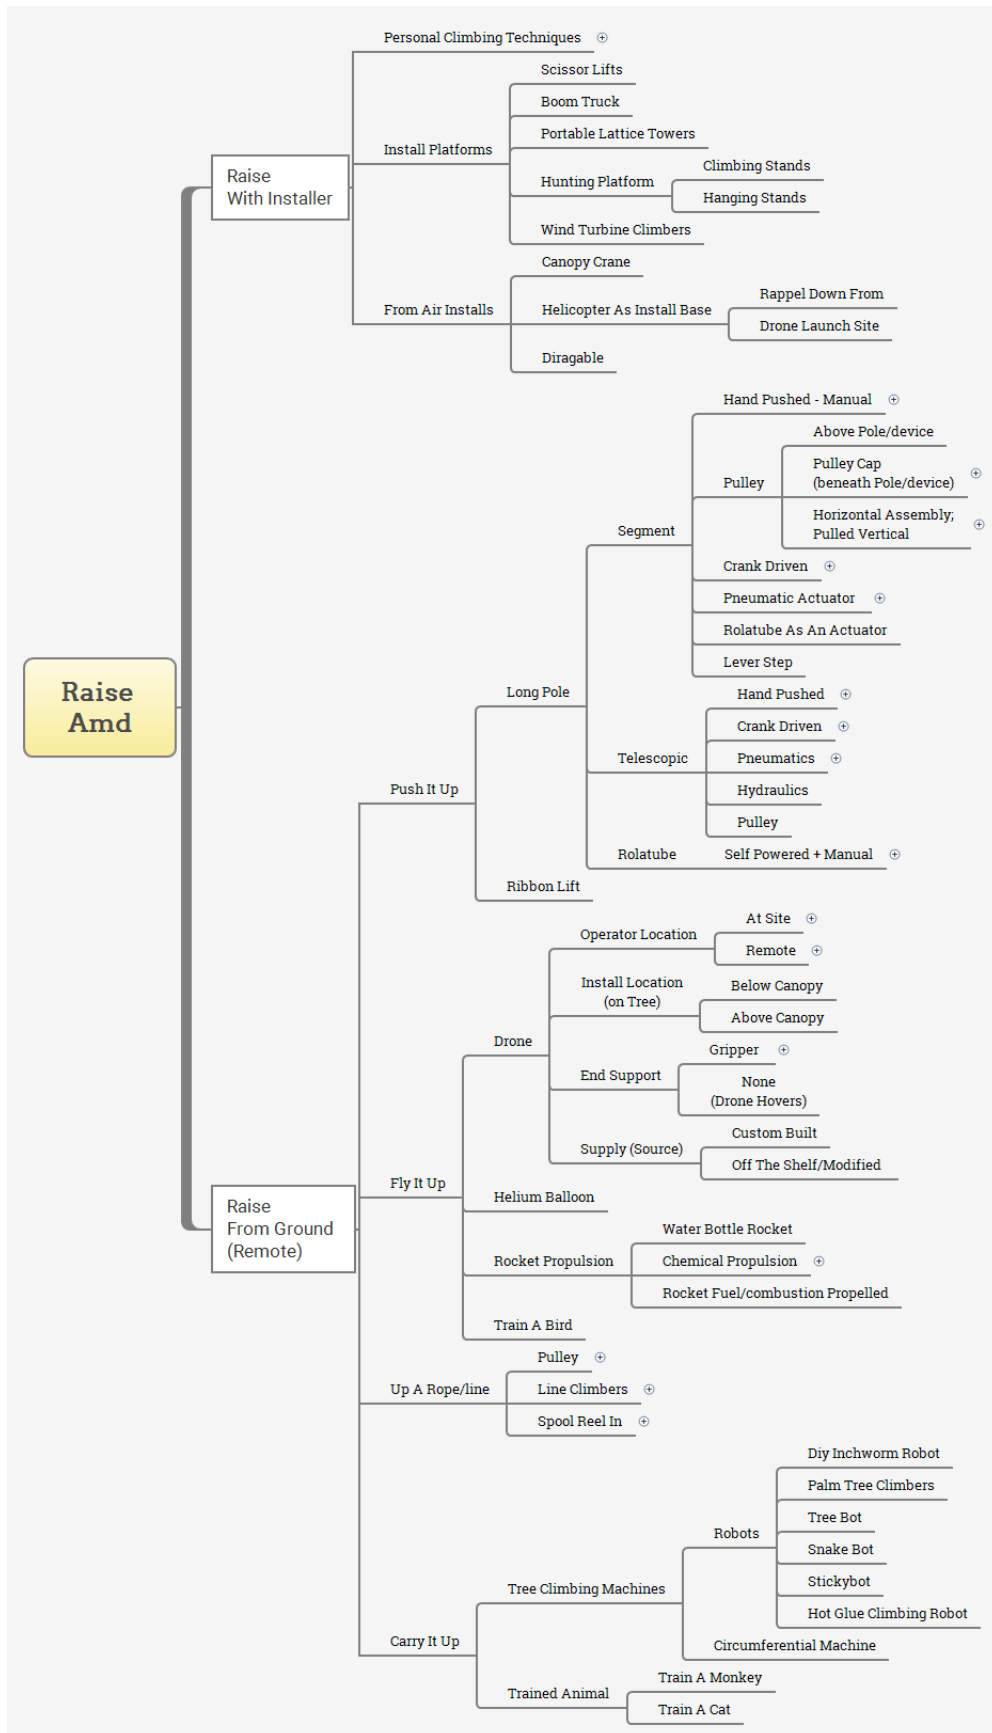 Personal Climbing Techniques
Scissor Lifts
Boom Truck
Portable Lattice Towers
Install Platforms
Climbing Stands
Hunting Platform
Hanging Stands
Raise
With Installer
Wind Turbine Climbers
Canopy Crane
Rappel Down From
From Air Installs
Helicopter As Install Base
Drone Launch Site
Diragable
Hand Pushed - Manual
Above Pole/device
Pulley Cap
(beneath Pole/device)
Pulley
Horizontal Assembly;
Pulled Vertical
Segment
Crank Driven
Pneumatic Actuator
Rolatube As An Actuator
Lever Step
Raise
Amd
Long Pole
Hand Pushed
Crank Driven
Telescopic
Pneumatics
Hydraulics
Push It Up
Pulley
Rolatube
Self Powered + Manual
Ribbon Lift
At Site
Operator Location
Remote
Install Location
(on Tree)
Below Canopy
Above Canopy
Drone
Gripper
End Support
None
(Drone Hovers)
Custom Built
Supply (Source)
Off The Shelf/Modified
Fly It Up
Helium Balloon
Raise
From Ground
(Remote)
Water Bottle Rocket
Rocket Propulsion
Chemical Propulsion
Rocket Fuel/combustion Propelled
Train A Bird
Pulley
Up A Rope/line
Line Climbers
Spool Reel In
Diy Inchworm Robot
Palm Tree Climbers
Tree Bot
Robots
Snake Bot
Stickybot
Tree Climbing Machines
Hot Glue Climbing Robot
Carry It Up
Circumferential Machine
Train A Monkey
Trained Animal
Train A Cat